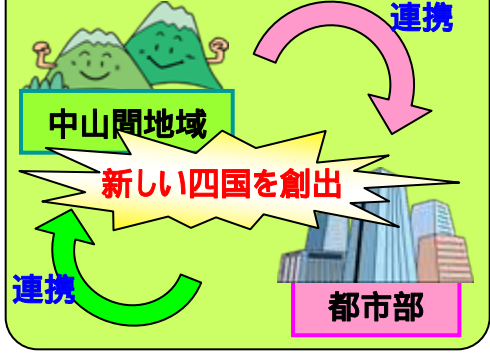 連携
中山間地域
新しい四国を創出
連携
都市部